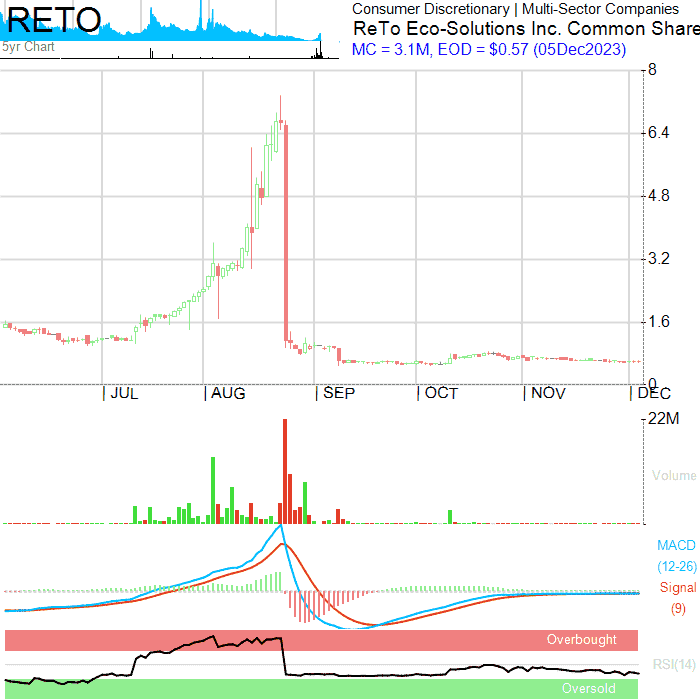 RETO
5yr Chart
Consumer Discretionary | Multi-Sector Companies
ReTo Eco-Solutions Inc. Common Share
MC = 3.1M, EOD = $0.57 (05Dec2023)
8
6.4
4.8
3.2
1.6
0
JUL AUG SEP OCT NOV DEC
22M
Volume
MACD
(12-26)
Signal
(9)
Overbought
RSI(14)
Oversold